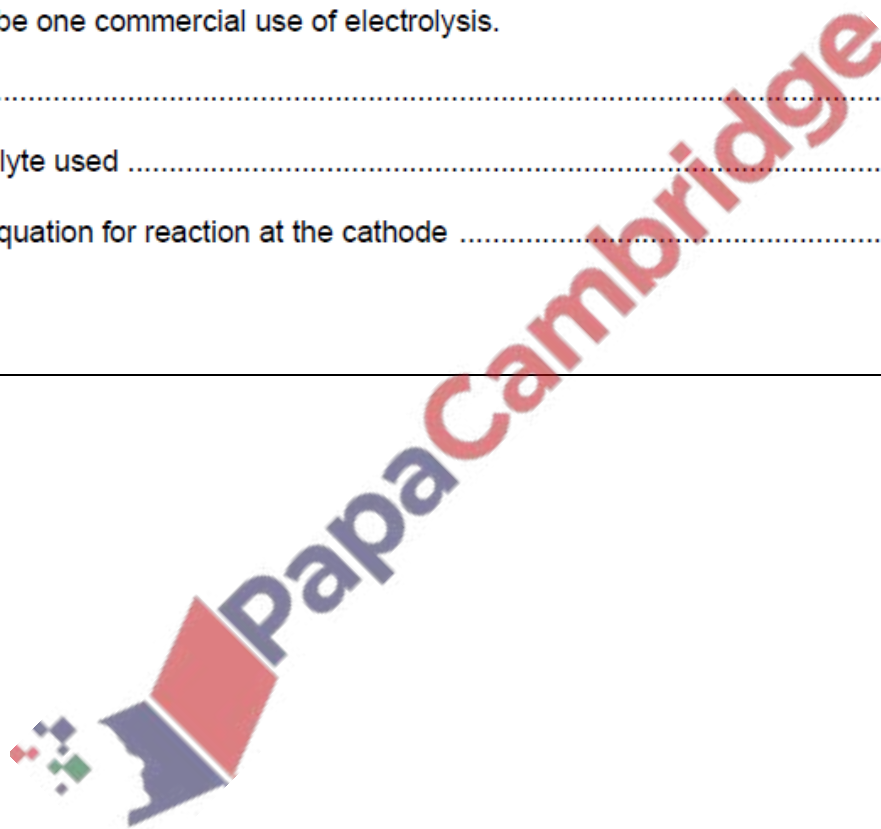 be one commercial use of electrolysis.
................................................................................................
lyte used ................................................................................
quation for reaction at the cathode ..............................................
PapaCambridge